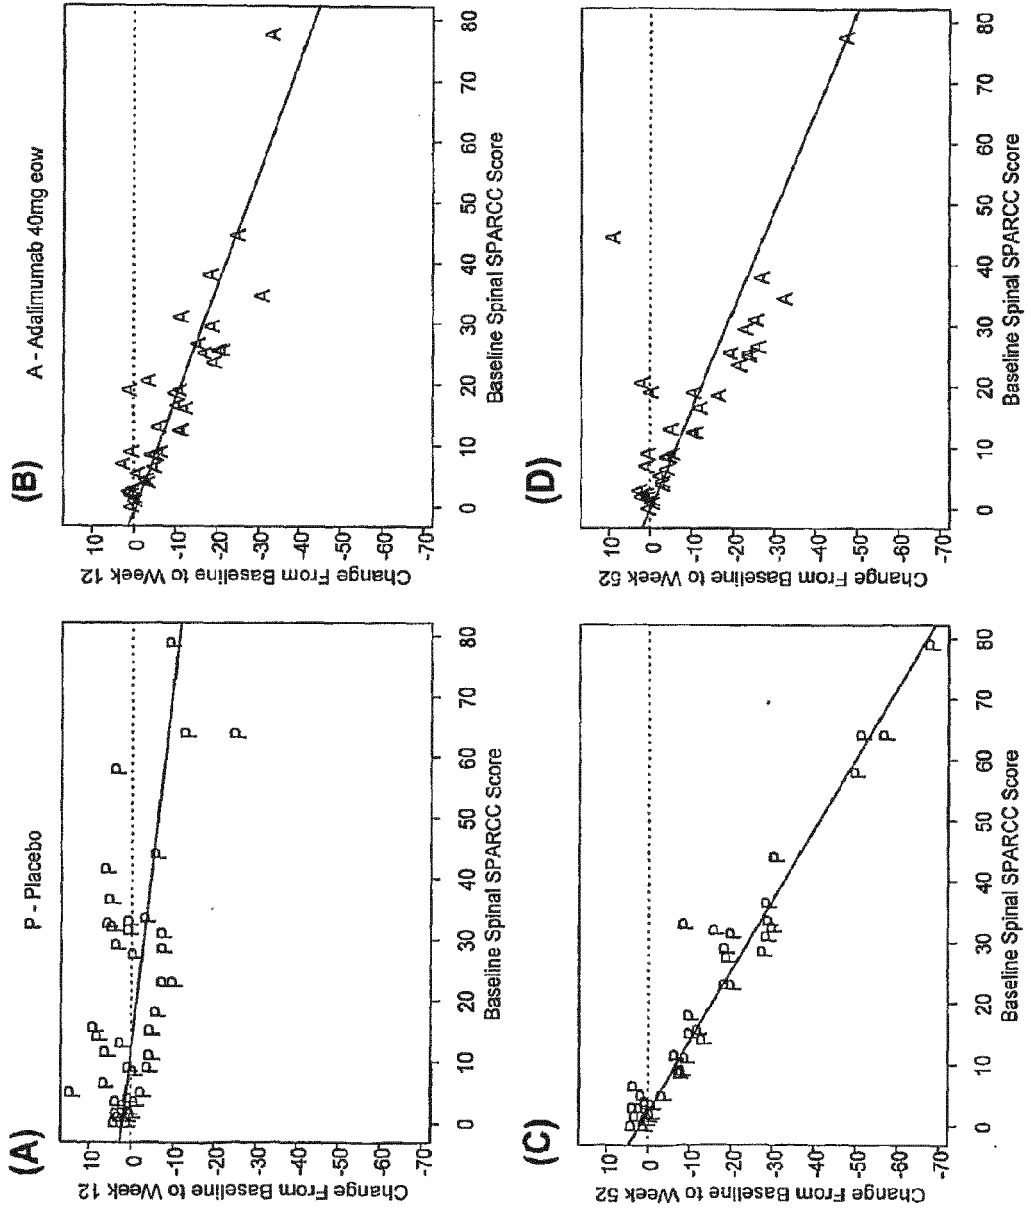 (A)
P - Placebo
Change From Baseline to Week 12
10
0
-10
-20
-30
-40
-50
-60
-70
0 10 20 30 40 50 60 70 80
Baseline Spinal SPARCC Score
(B)
A - Adalimumab 40mg eow
Change From Baseline to Week 12
10
0
-10
-20
-30
-40
-50
-60
-70
0 10 20 30 40 50 60 70 80
Baseline Spinal SPARCC Score
(C)
Change From Baseline to Week 52
10
0
-10
-20
-30
-40
-50
-60
-70
0 10 20 30 40 50 60 70 80
Baseline Spinal SPARCC Score
(D)
Change From Baseline to Week 52
10
0
-10
-20
-30
-40
-50
-60
-70
0 10 20 30 40 50 60 70 80
Baseline Spinal SPARCC Score